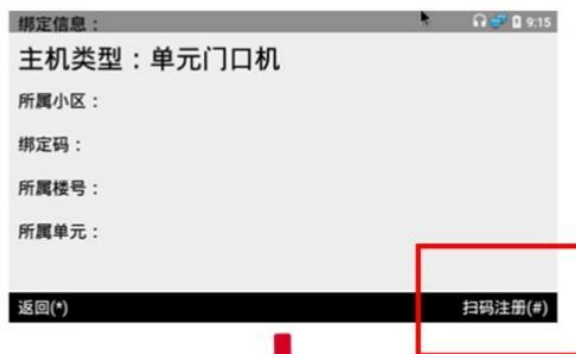 绑定信息： 9:15
主机类型：单元门口机
所属小区：
绑定码：
所属楼号：
所属单元：
返回(*) 扫码注册(#)